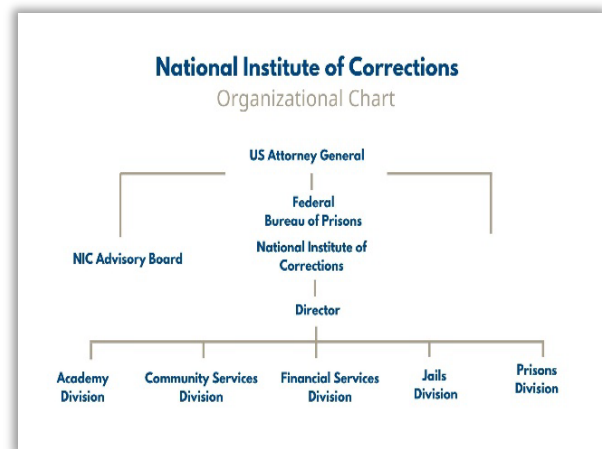 National Institute of Corrections
Organizational Chart
US Attorney General
Federal
Bureau of Prisons
NIC Advisory Board
National Institute of
Corrections
Director
Academy
Division
Community Services
Division
Financial Services
Division
Jails
Division
Prisons
Division